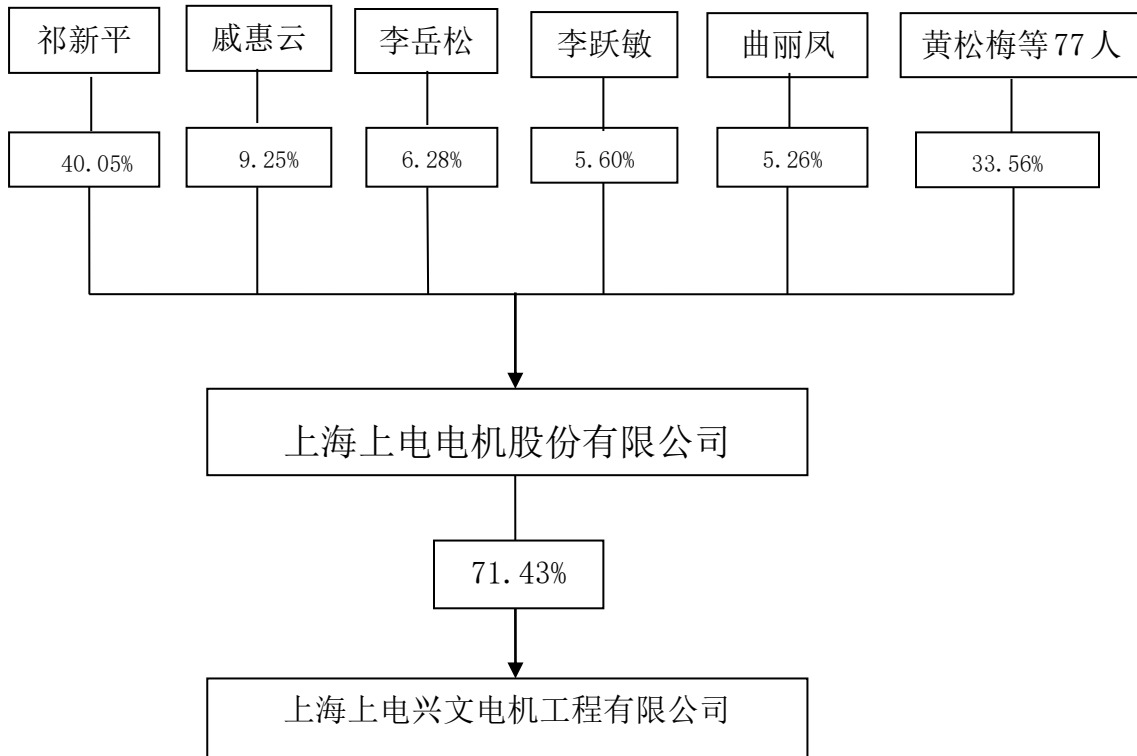 祁新平
戚惠云
李岳松
李跃敏
曲丽凤
黄松梅等77人
40.05%
9.25%
6.28%
5.60%
5.26%
33.56%
上海上电电机股份有限公司
71.43%
上海上电兴文电机工程有限公司